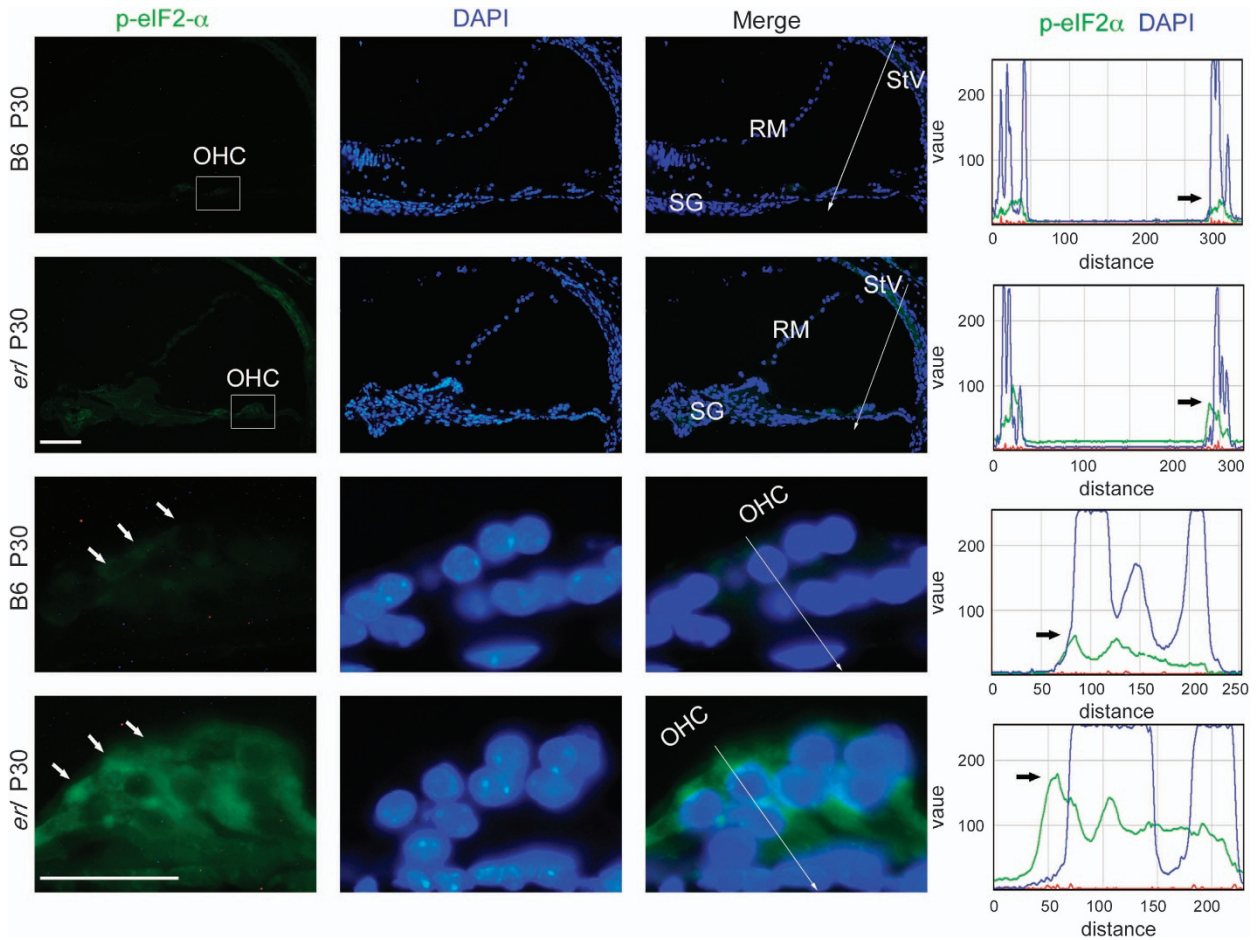 p-eIF2-α DAPI Merge p-eIF2α DAPI
B6 P30
OHC
StV
RM
SG
vaue
200
100
0 100 200 300
distance
erl P30
OHC
StV
RM
SG
vaue
200
100
0 100 200 300
distance
B6 P30
OHC
vaue
200
100
0 50 100 150 200 250
distance
erl P30
OHC
vaue
200
100
0 50 100 150 200
distance